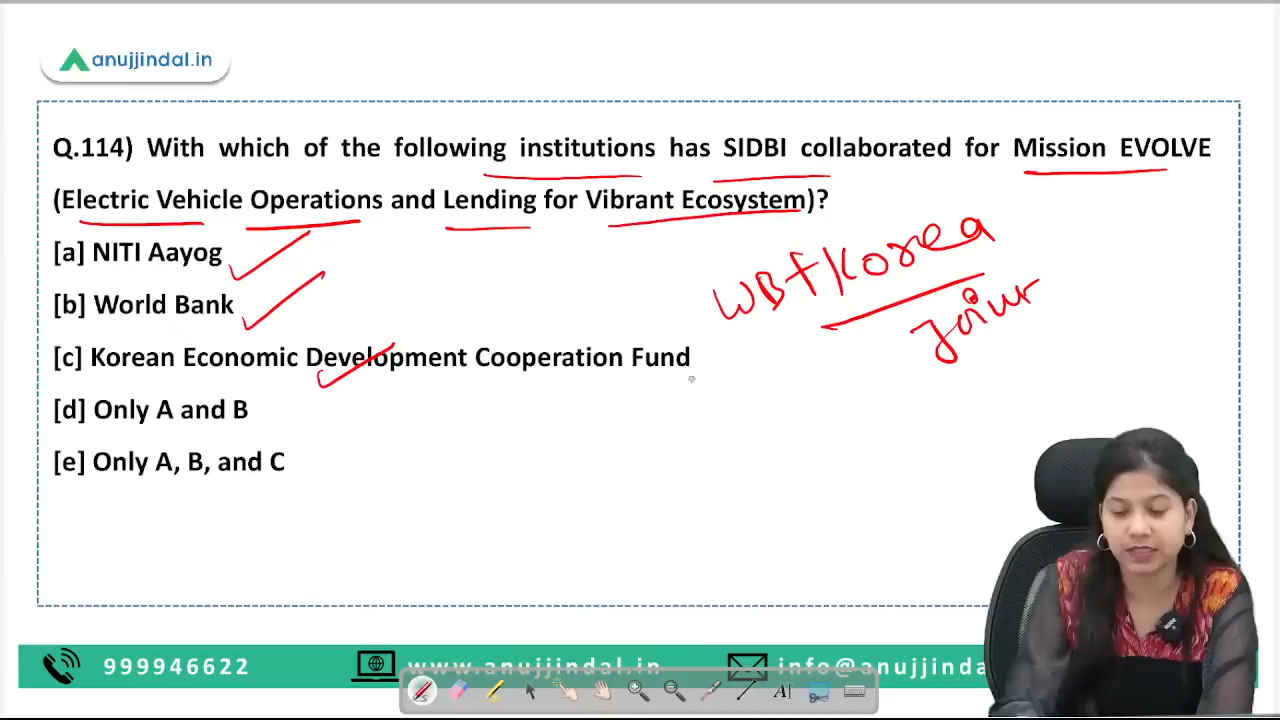 anujjindal.in
Q.114) With which of the following institutions has SIDBI collaborated for Mission EVOLVE
(Electric Vehicle Operations and Lending for Vibrant Ecosystem)?
[a] NITI Aayog
[b] World Bank
[c] Korean Economic Development Cooperation Fund
[d] Only A and B
[e] Only A, B, and C
WB + Korea
Joint
999946622
www.anujjindal.in
info@anujjinda
A